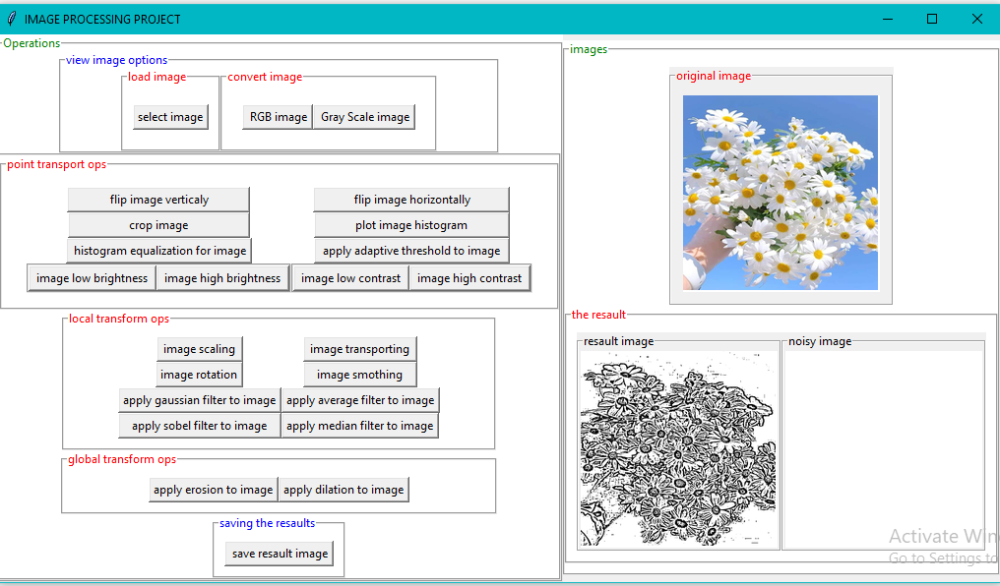 IMAGE PROCESSING PROJECT
Operations
view image options
load image
convert image
select image
RGB image
Gray Scale image
point transport ops
flip image verticaly
flip image horizontally
crop image
plot image histogram
histogram equalization for image
apply adaptive threshold to image
image low brightness
image high brightness
image low contrast
image high contrast
local transform ops
image scaling
image transporting
image rotation
image smothing
apply gaussian filter to image
apply average filter to image
apply sobel filter to image
apply median filter to image
global transform ops
apply erosion to image
apply dilation to image
saving the resaults
save resault image
images
original image
the resault
resault image
noisy image
Activate Win
Go to Settings to